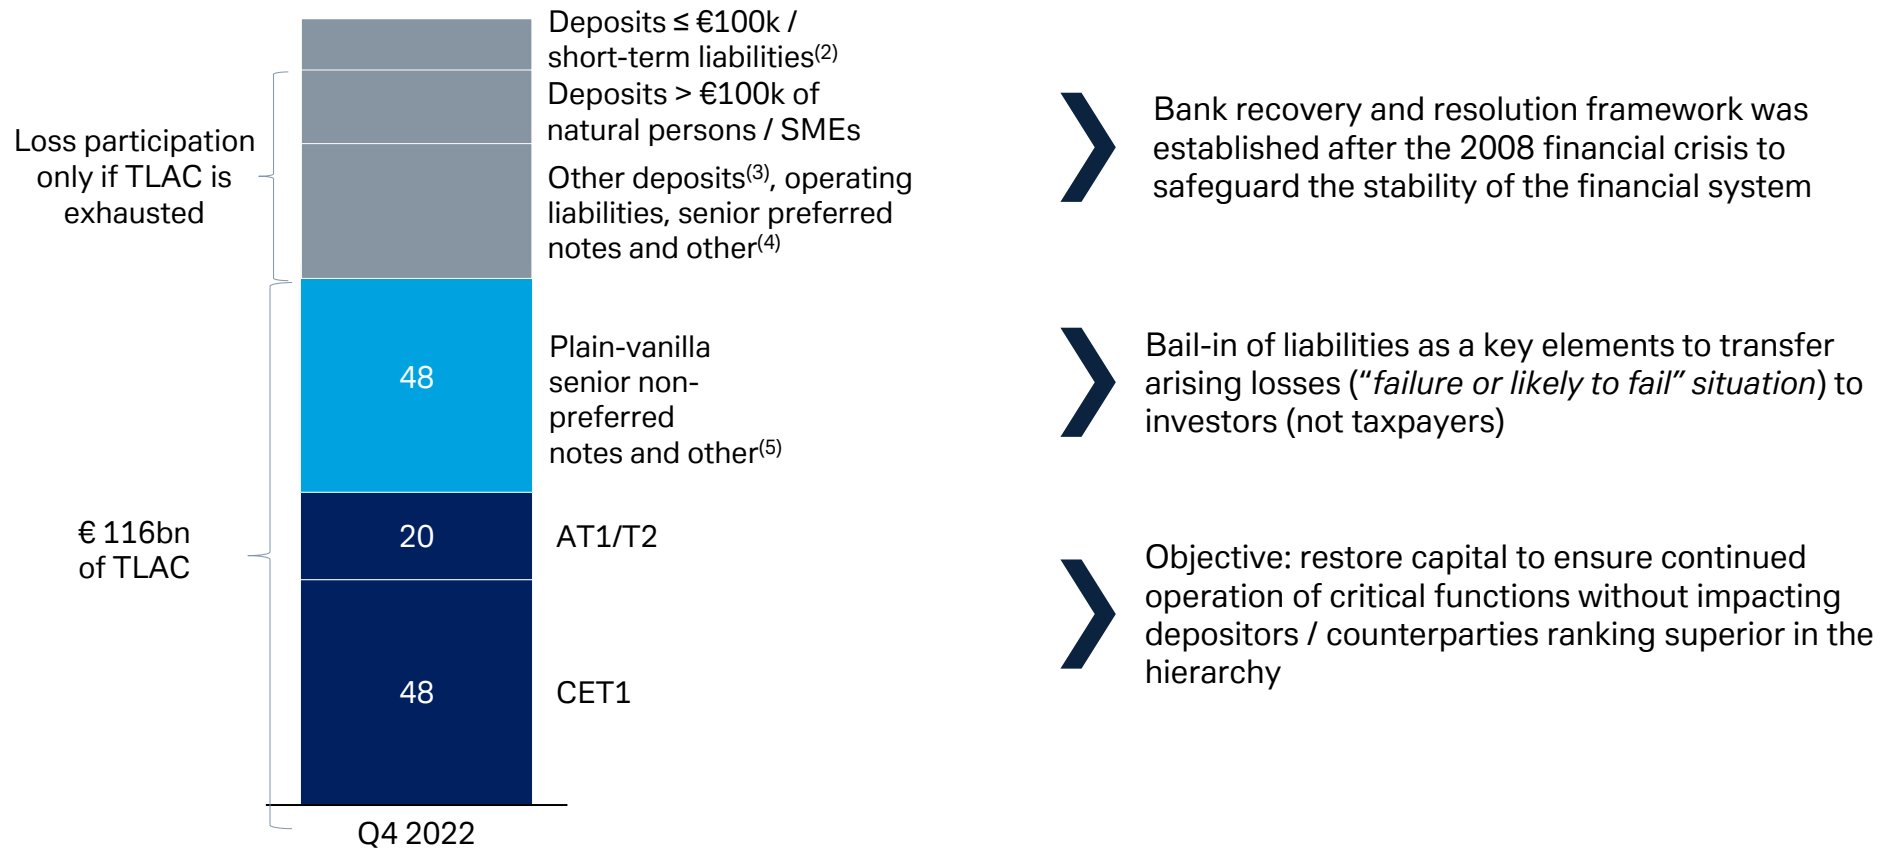 Deposits ≤ €100k /
short-term liabilities(2)
Deposits > €100k of
natural persons / SMEs
Loss participation
only if TLAC is
exhausted
Other deposits(3), operating
liabilities, senior preferred
notes and other(4)
48
Plain-vanilla
senior non-
preferred
notes and other(5)
€ 116bn
of TLAC
20
AT1/T2
48
CET1
Q4 2022
Bank recovery and resolution framework was
established after the 2008 financial crisis to
safeguard the stability of the financial system
Bail-in of liabilities as a key elements to transfer
arising losses (“failure or likely to fail” situation) to
investors (not taxpayers)
Objective: restore capital to ensure continued
operation of critical functions without impacting
depositors / counterparties ranking superior in the
hierarchy